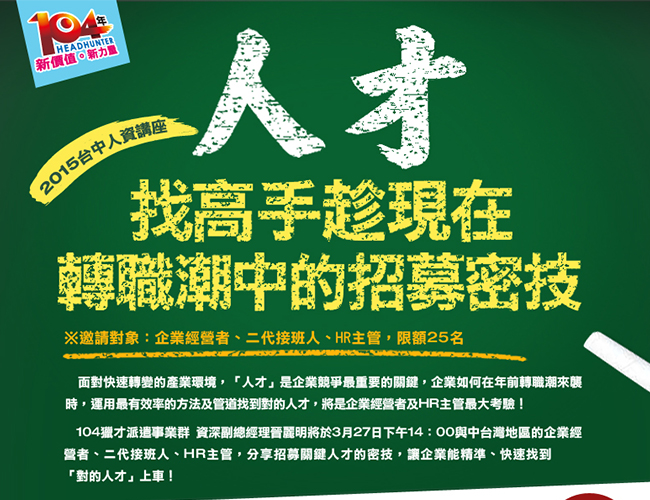 104年
HEADHUNTER
新價值。新力量
人才
2015台中人資講座
找高手趁現在
轉職潮中的招募密技
※邀請對象：企業經營者、二代接班人、HR主管，限額25名
面對快速轉變的產業環境，「人才」是企業競爭最重要的關鍵，企業如何在年前轉職潮來襲
時，運用最有效率的方法及管道找到對的人才，將是企業經營者及HR主管最大考驗！
104獵才派遣事業群 資深副總經理晉麗明將於3月27日下午14：00與中台灣地區的企業經
營者、二代接班人、HR主管，分享招募關鍵人才的密技，讓企業能精準、快速找到
「對的人才」上車！